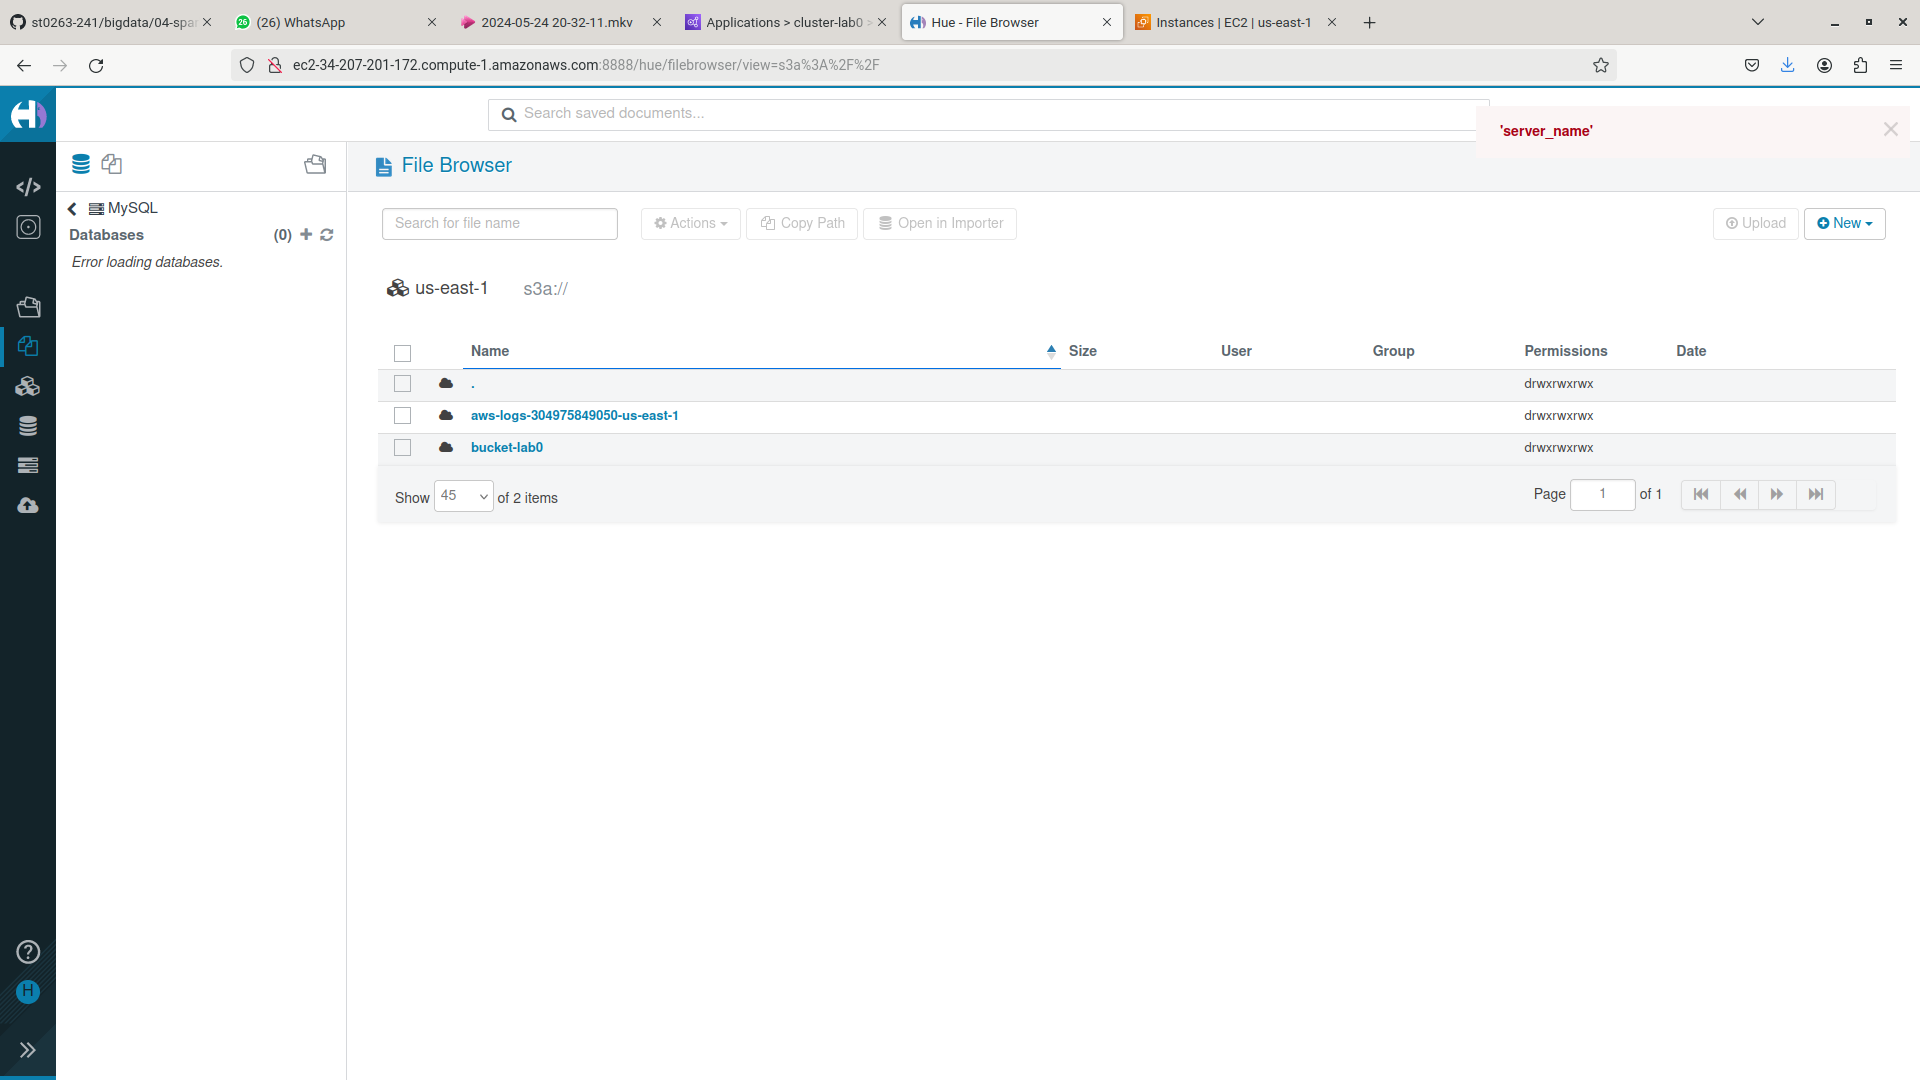 st0263-241/bigdata/04-spar
(26) WhatsApp
2024-05-24 20-32-11.mkv
Applications > cluster-lab0 >
Hue - File Browser
Instances | EC2 | us-east-1
ec2-34-207-201-172.compute-1.amazonaws.com:8888/hue/filebrowser/view=s3a%3A%2F%2F
Search saved documents...
'server_name'
File Browser
MySQL
Databases (0)
Error loading databases.
Search for file name
Actions
Copy Path
Open in Importer
Upload
New
us-east-1 s3a://
Name Size User Group Permissions Date
. drwxrwxrwx
aws-logs-304975849050-us-east-1 drwxrwxrwx
bucket-lab0 drwxrwxrwx
Show 45 of 2 items
Page 1 of 1
H